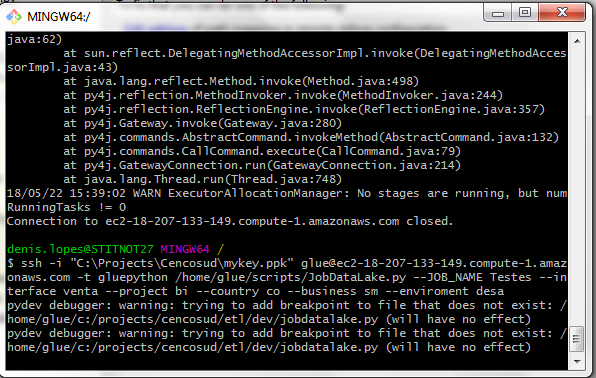 MINGW64:/
java:62)
at sun.reflect.DelegatingMethodAccessorImpl.invoke(DelegatingMethodAcces
sorImpl.java:43)
at java.lang.reflect.Method.invoke(Method.java:498)
at py4j.reflection.MethodInvoker.invoke(MethodInvoker.java:244)
at py4j.reflection.ReflectionEngine.invoke(ReflectionEngine.java:357)
at py4j.Gateway.invoke(Gateway.java:280)
at py4j.commands.AbstractCommand.invokeMethod(AbstractCommand.java:132)
at py4j.commands.CallCommand.execute(CallCommand.java:79)
at py4j.GatewayConnection.run(GatewayConnection.java:214)
at java.lang.Thread.run(Thread.java:748)
18/05/22 15:39:02 WARN ExecutorAllocationManager: No stages are running, but num
RunningTasks != 0
Connection to ec2-18-207-133-149.compute-1.amazonaws.com closed.
denis.lopes@STITNOT27 MINGW64 /
$ ssh -i "C:\Projects\Cencosud\mykey.ppk" glue@ec2-18-207-133-149.compute-1.amaz
onaws.com -t gluepython /home/glue/scripts/JobDataLake.py --JOB_NAME Testes --in
terface venta --project bi --country co --business sm --enviroment desa
pydev debugger: warning: trying to add breakpoint to file that does not exist: /
home/glue/c:/projects/cencosud/etl/dev/jobdatalake.py (will have no effect)
pydev debugger: warning: trying to add breakpoint to file that does not exist: /
home/glue/c:/projects/cencosud/etl/dev/jobdatalake.py (will have no effect)